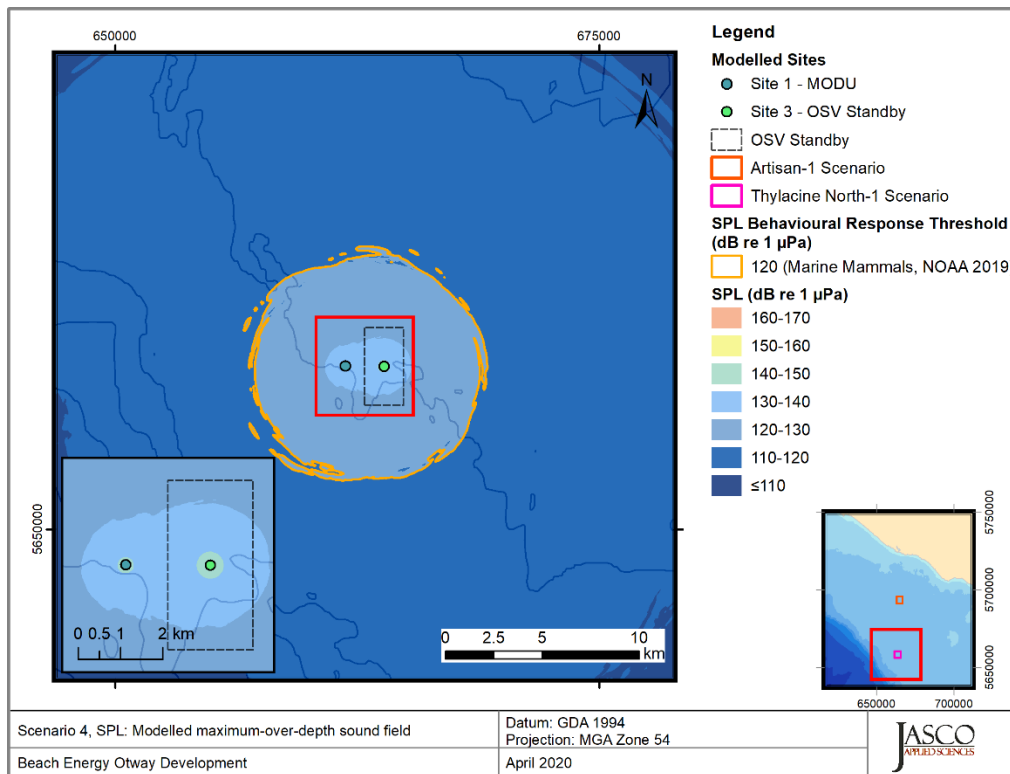 650000
675000
N
5650000
0 0.5 1 2 km
0 2.5 5 10
km
Legend
Modelled Sites
Site 1 - MODU
Site 3 - OSV Standby
OSV Standby
Artisan-1 Scenario
Thylacine North-1 Scenario
SPL Behavioural Response Threshold
(dB re 1 µPa)
120 (Marine Mammals, NOAA 2019
SPL (dB re 1 µPa)
160-170
150-160
140-150
130-140
120-130
110-120
≤110
5750000
5700000
5650000
650000
700000
Scenario 4, SPL: Modelled maximum-over-depth sound field
Datum: GDA 1994
Projection: MGA Zone 54
Beach Energy Otway Development
April 2020
JASCO
APPLIED SCIENCES